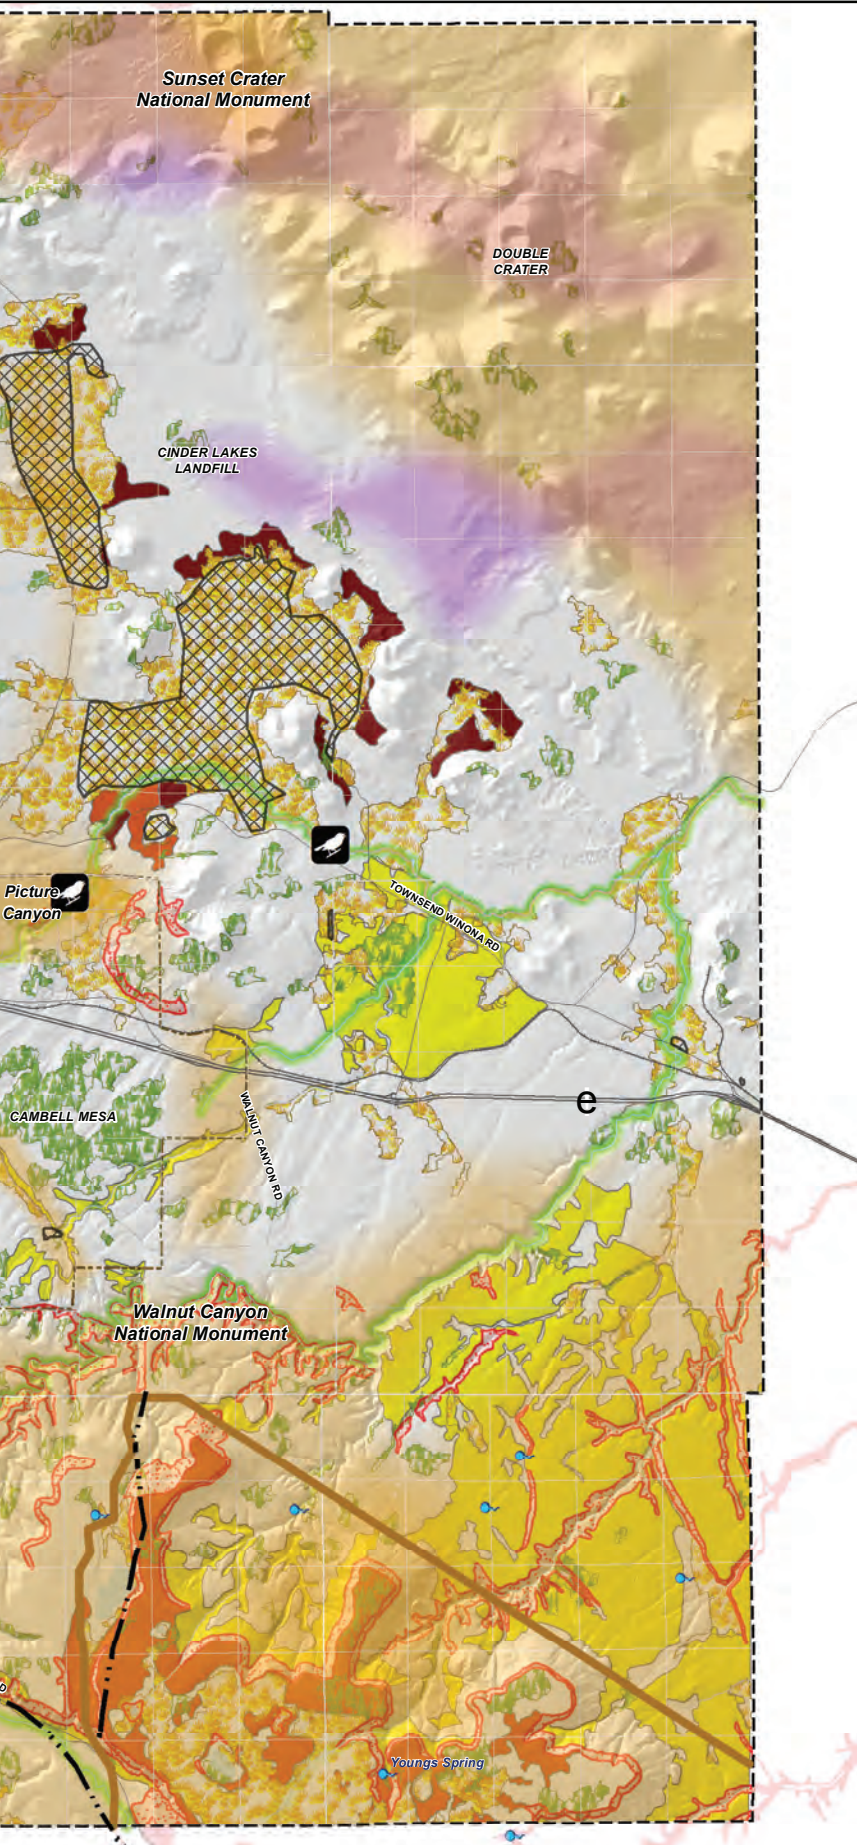 Sunset Crater
National Monument
DOUBLE
CRATER
CINDER LAKES
LANDFILL
Picture
Canyon
TOWNSEND WINONA RD
e
CAMBELL MESA
WALNUT CANYON RD
Walnut Canyon
National Monument
D
Youngs Spring